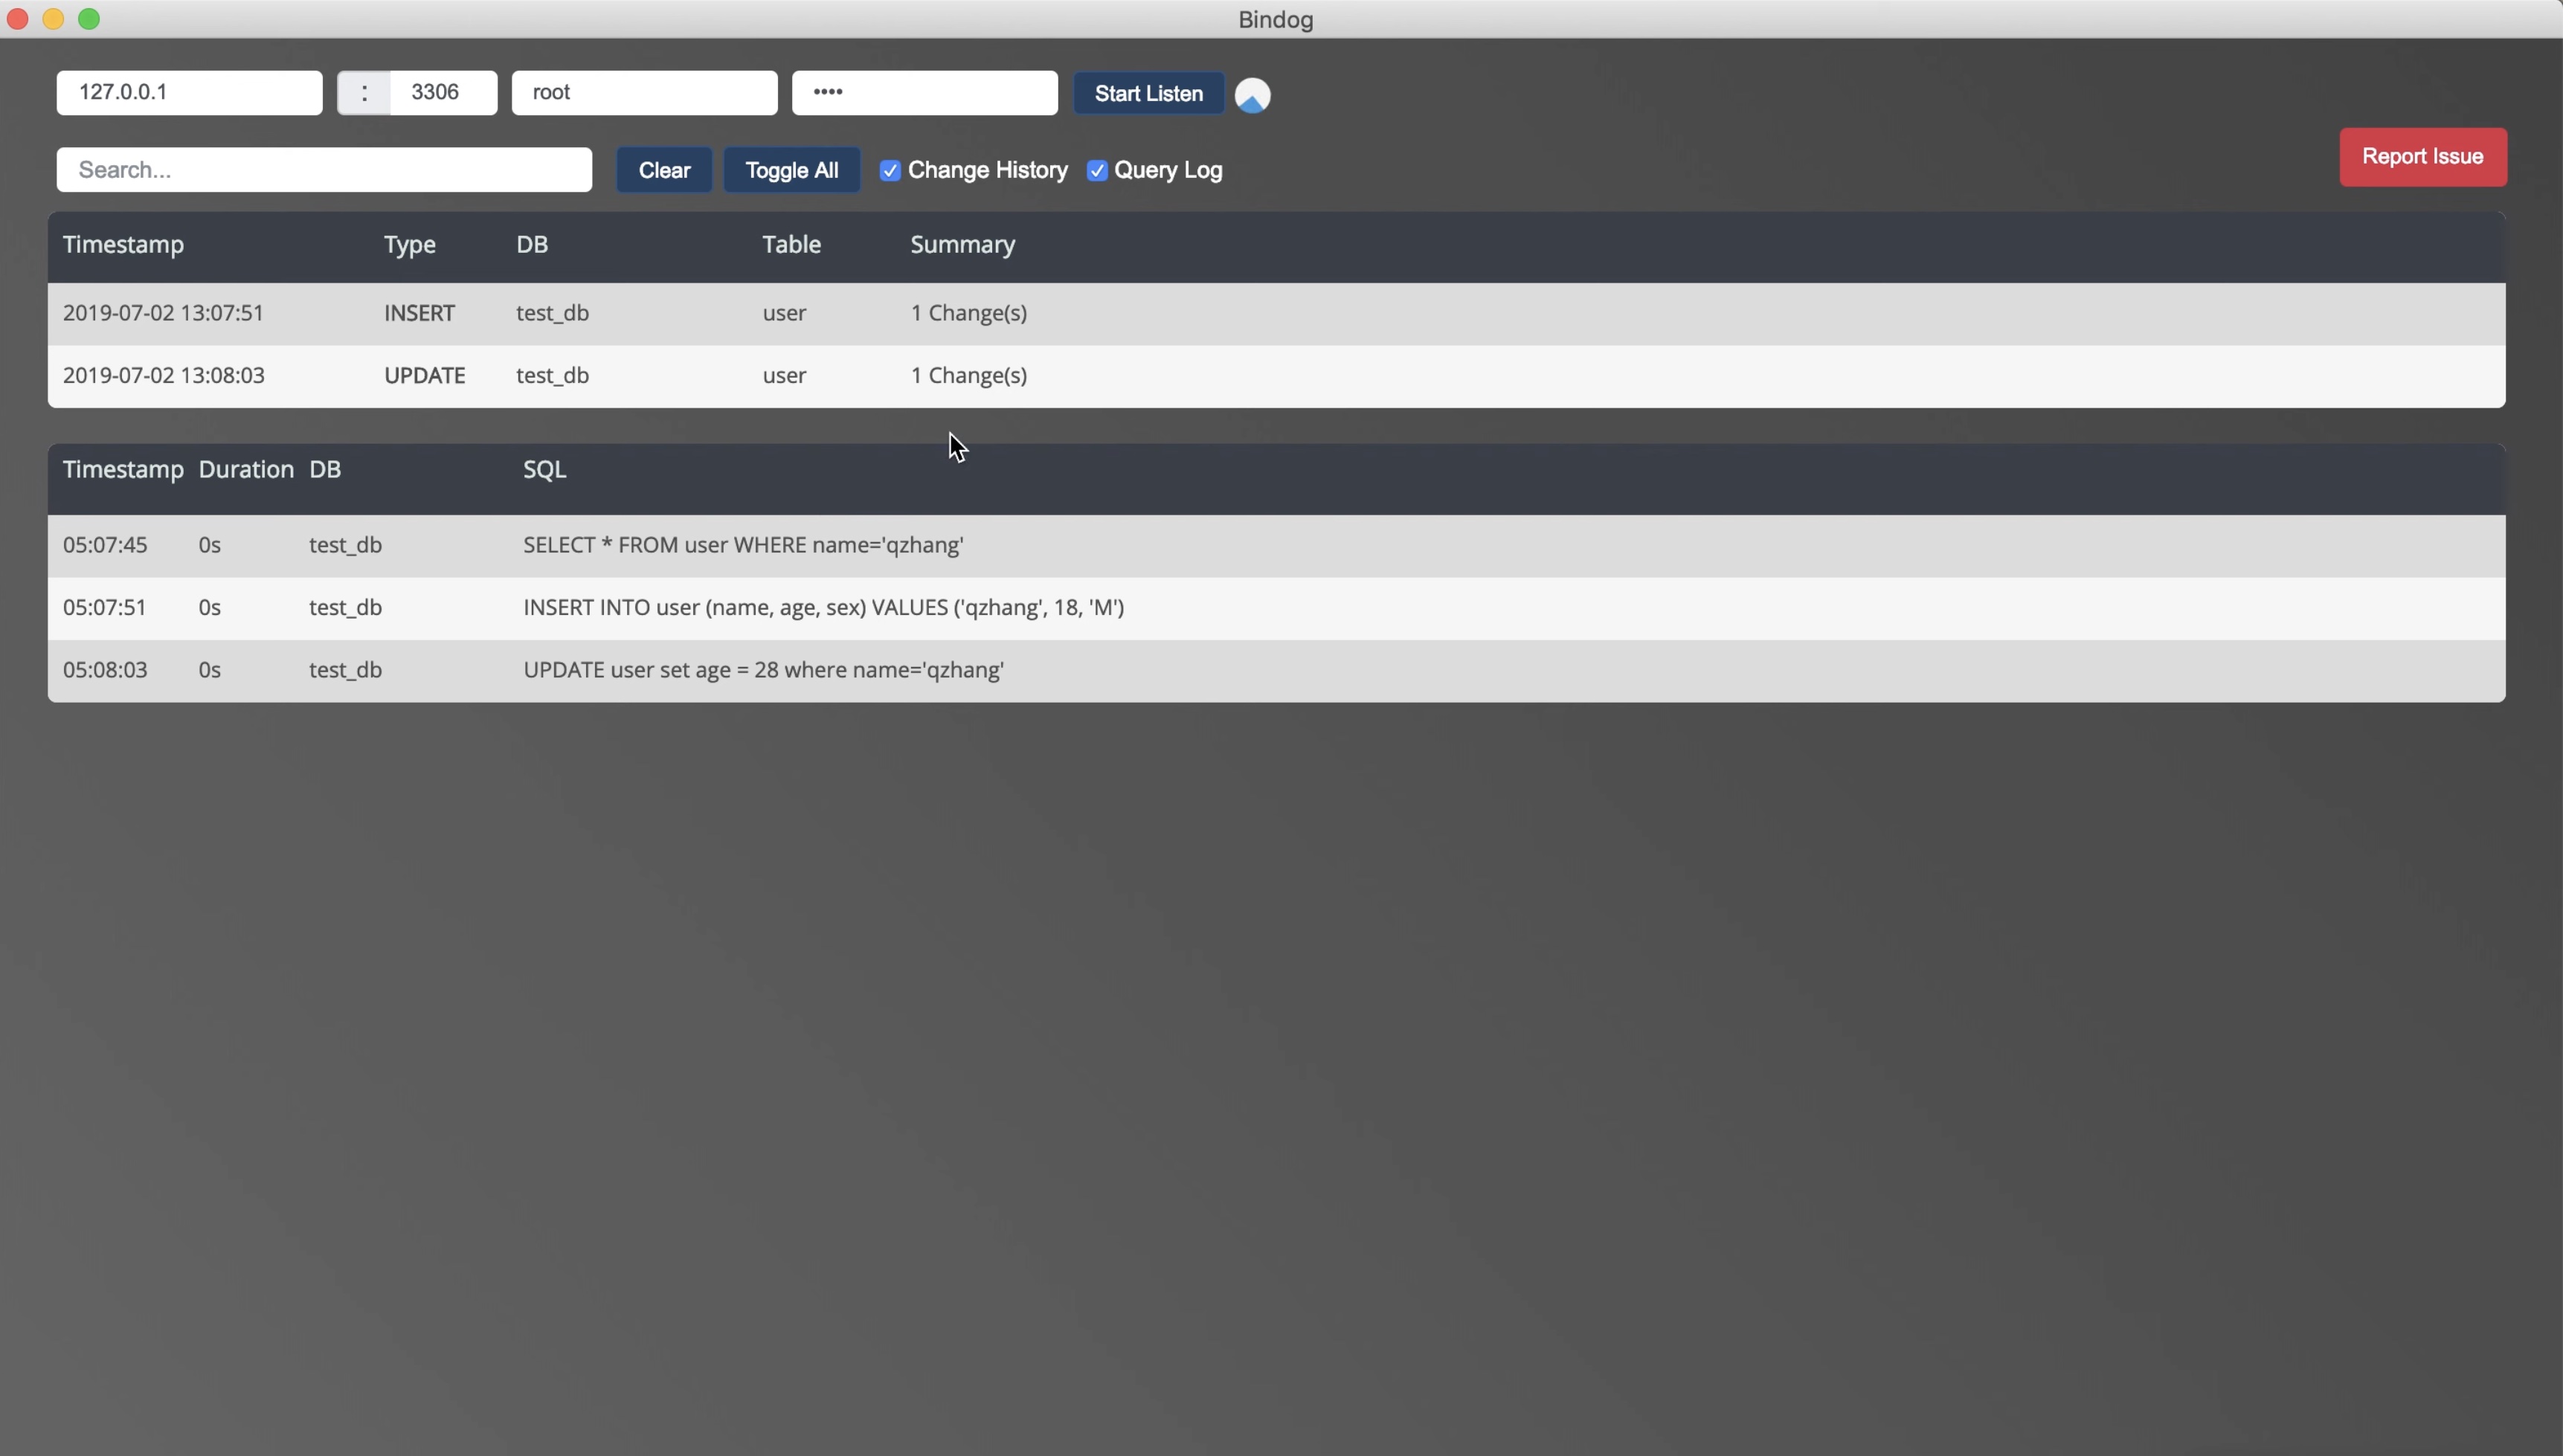 Bindog
127.0.0.1 : 3306 root •••• Start Listen
Report Issue
Search... Clear Toggle All Change History Query Log
Timestamp Type DB Table Summary
2019-07-02 13:07:51 INSERT test_db user 1 Change(s)
2019-07-02 13:08:03 UPDATE test_db user 1 Change(s)
Timestamp Duration DB SQL
05:07:45 0s test_db SELECT * FROM user WHERE name='qzhang'
05:07:51 0s test_db INSERT INTO user (name, age, sex) VALUES ('qzhang', 18, 'M')
05:08:03 0s test_db UPDATE user set age = 28 where name='qzhang'